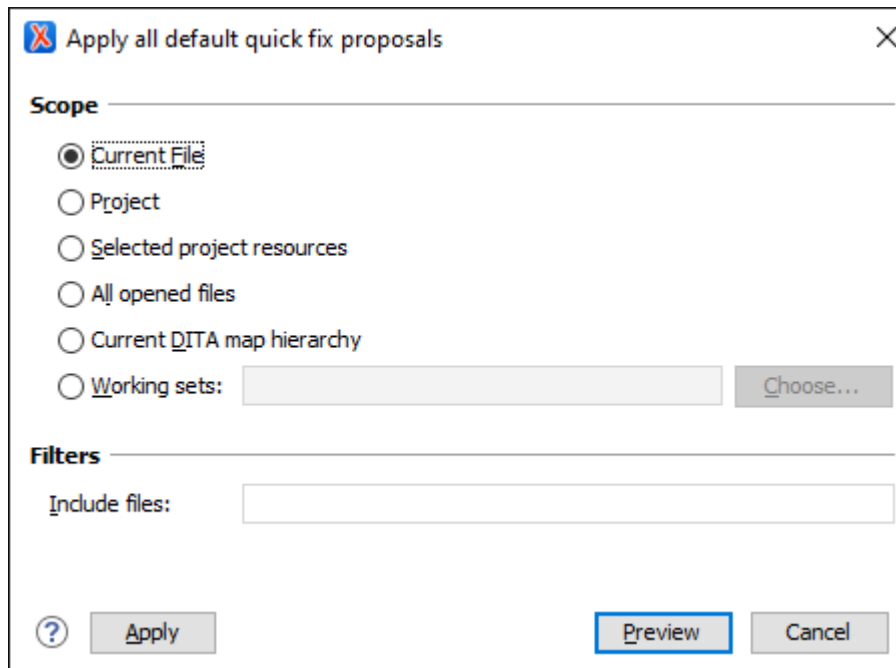 Apply all default quick fix proposals
Scope
Current File
Project
Selected project resources
All opened files
Current DITA map hierarchy
Working sets: Choose...
Filters
Include files:
? Apply Preview Cancel